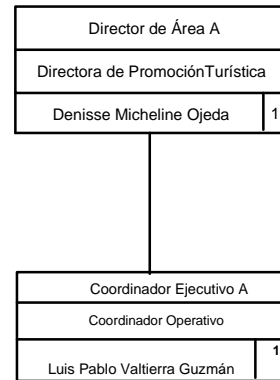 Director de Área A
Directora de PromociónTurística
Denisse Micheline Ojeda 1
Coordinador Ejecutivo A
Coordinador Operativo
Luis Pablo Valtierra Guzmán 1